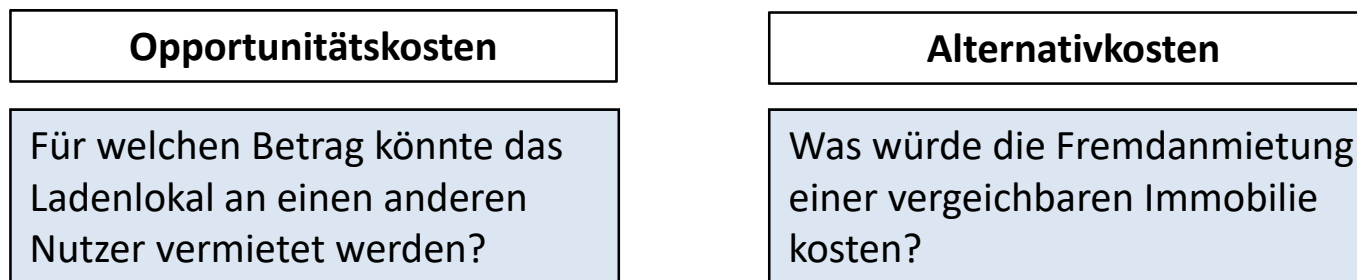 Opportunitätskosten
Für welchen Betrag könnte das
Ladenlokal an einen anderen
Nutzer vermietet werden?
Alternativkosten
Was würde die Fremdanmietung
einer vergeichbaren Immobilie
kosten?